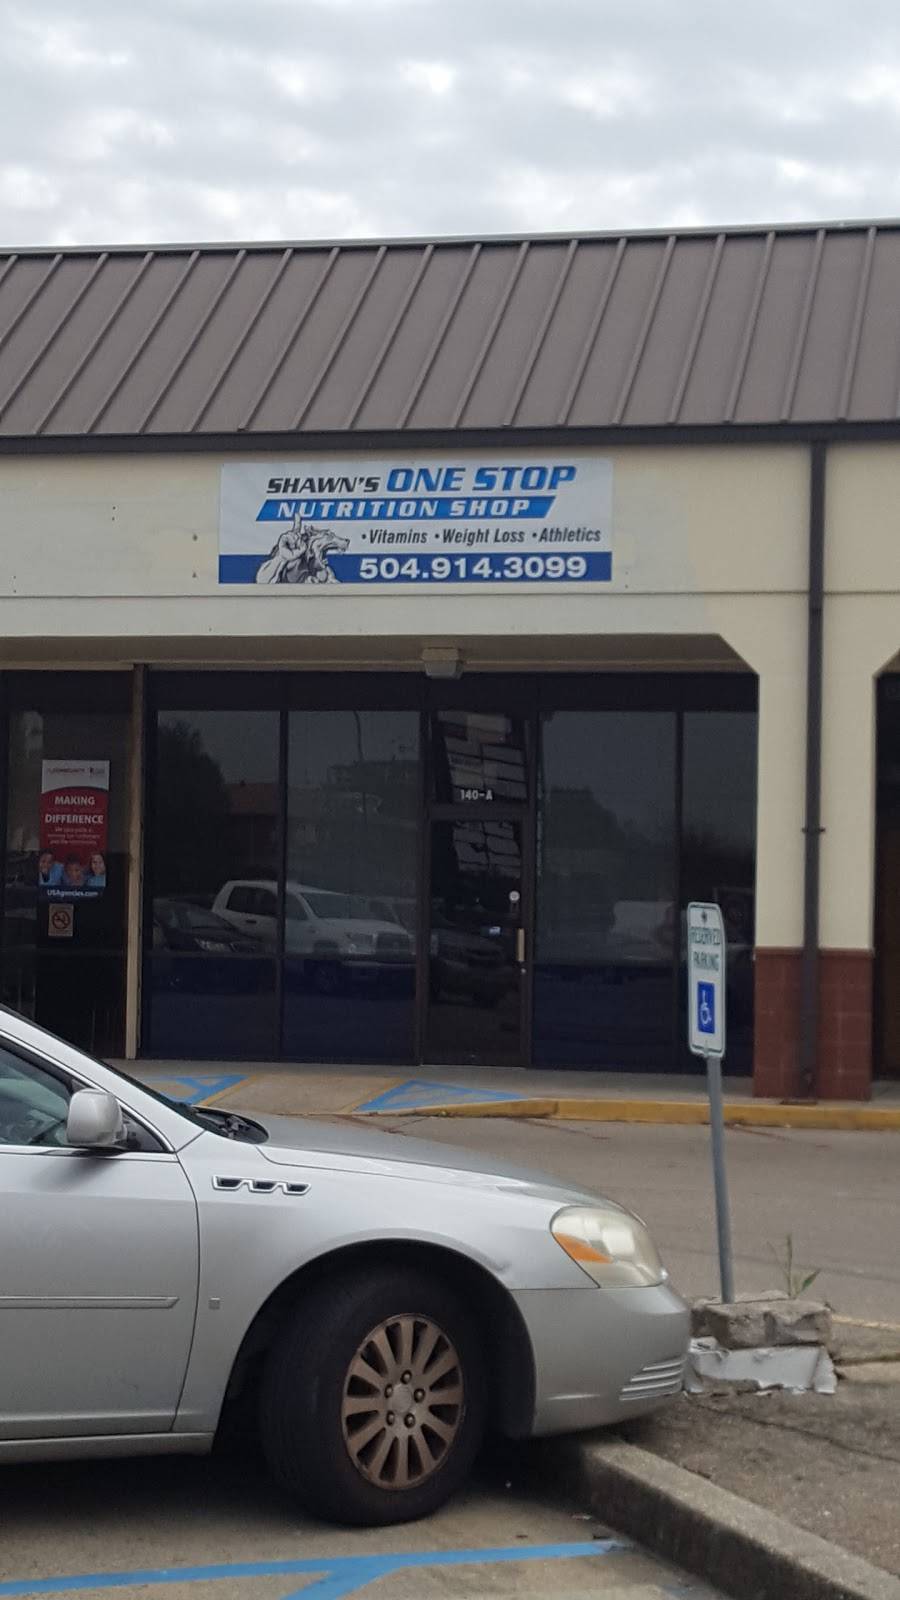 SHAWN'S ONE STOP
NUTRITION SHOP
•Vitamins •Weight Loss •Athletics
504.914.3099
140-A
MAKING
DIFFERENCE
USAgencies.com
RESERVED
PARKING